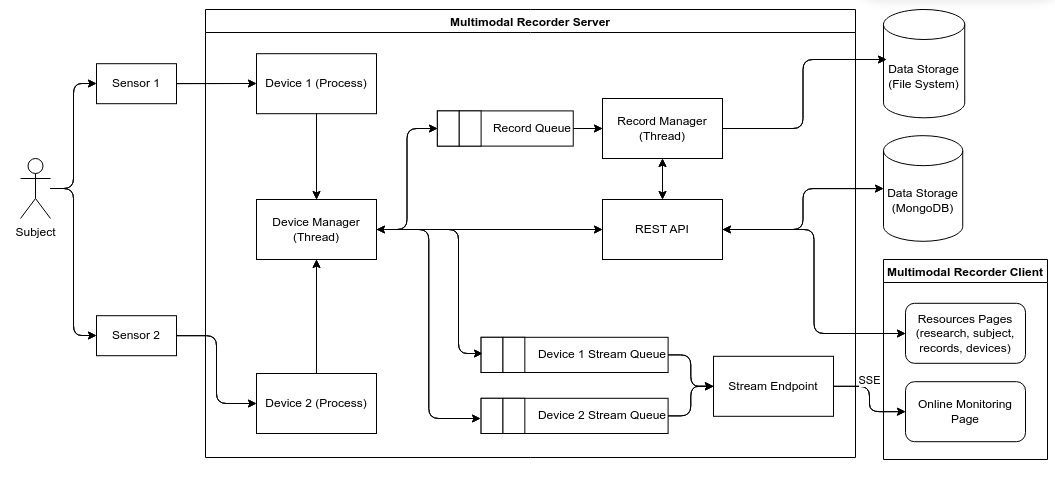 Multimodal Recorder Server
Sensor 1
Device 1 (Process)
Data Storage
(File System)
Record Queue
Record Manager
(Thread)
Subject
Device Manager
(Thread)
REST API
Data Storage
(MongoDB)
Multimodal Recorder Client
Resources Pages
(research, subject,
records, devices)
Sensor 2
Device 2 (Process)
Device 1 Stream Queue
Device 2 Stream Queue
Stream Endpoint
SSE
Online Monitoring
Page